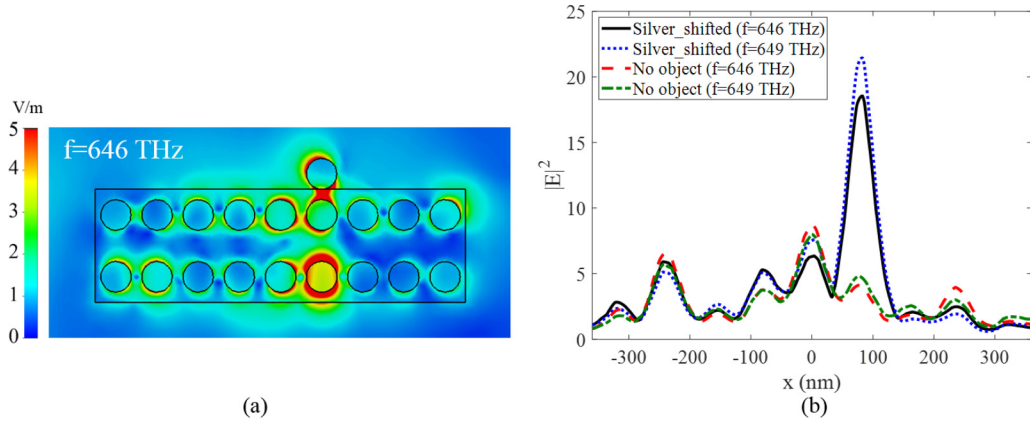 V/m
5
4
3
2
1
0
f=646 THz
(a)
25
20
15
10
5
0
|E|²
Silver_shifted (f=646 THz)
Silver_shifted (f=649 THz)
No object (f=646 THz)
No object (f=649 THz)
-300 -200 -100 0 100 200 300
x (nm)
(b)